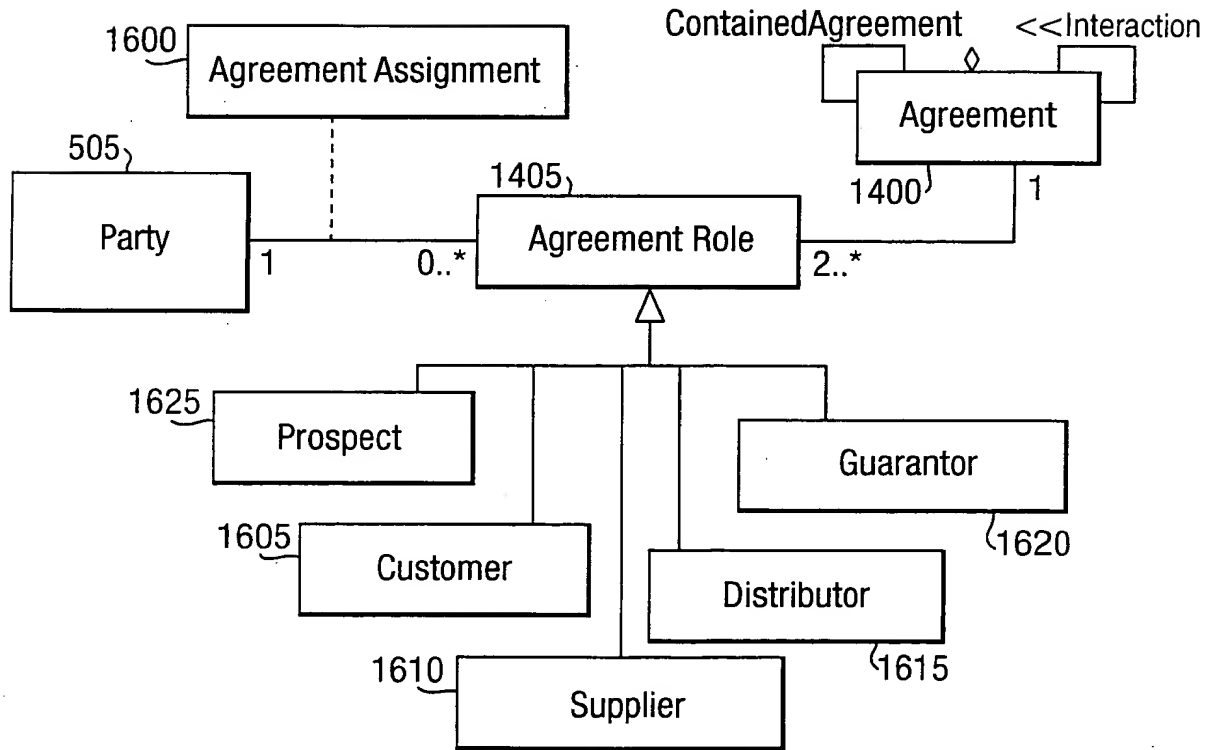 ContainedAgreement
<<Interaction
1600
Agreement Assignment
Agreement
505
1405
1400
1
Party
Agreement Role
1
0..*
2..*
1625
Prospect
Guarantor
1605
1620
Customer
Distributor
1610
1615
Supplier